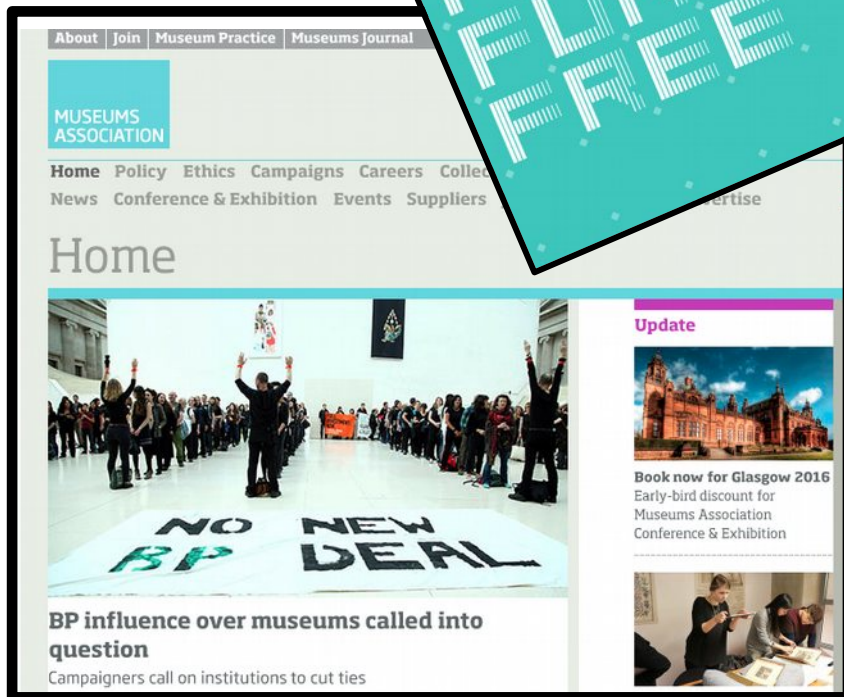 About Join Museum Practice Museums Journal
FREE
MUSEUMS
ASSOCIATION
Home Policy Ethics Campaigns Careers
News Conference & Exhibition Events Suppliers
Home
NO NEW
BP DEAL
BP influence over museums called into
question
Campaigners call on institutions to cut ties
Update
Book now for Glasgow 2016
Early-bird discount for
Museums Association
Conference & Exhibition